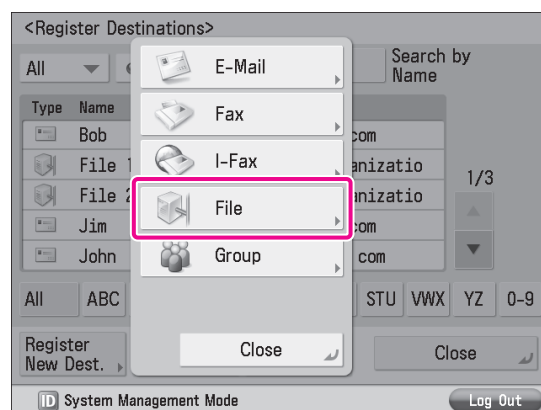 <Register Destinations>
All
E-Mail
Search by
Name
Type Name
Fax
Bob
com
File 1
I-Fax
anizatio
1/3
File 2
File
anizatio
Jim
com
John
Group
com
All ABC STU VWX YZ 0-9
Register
New Dest.
Close
Close
ID System Management Mode
Log Out